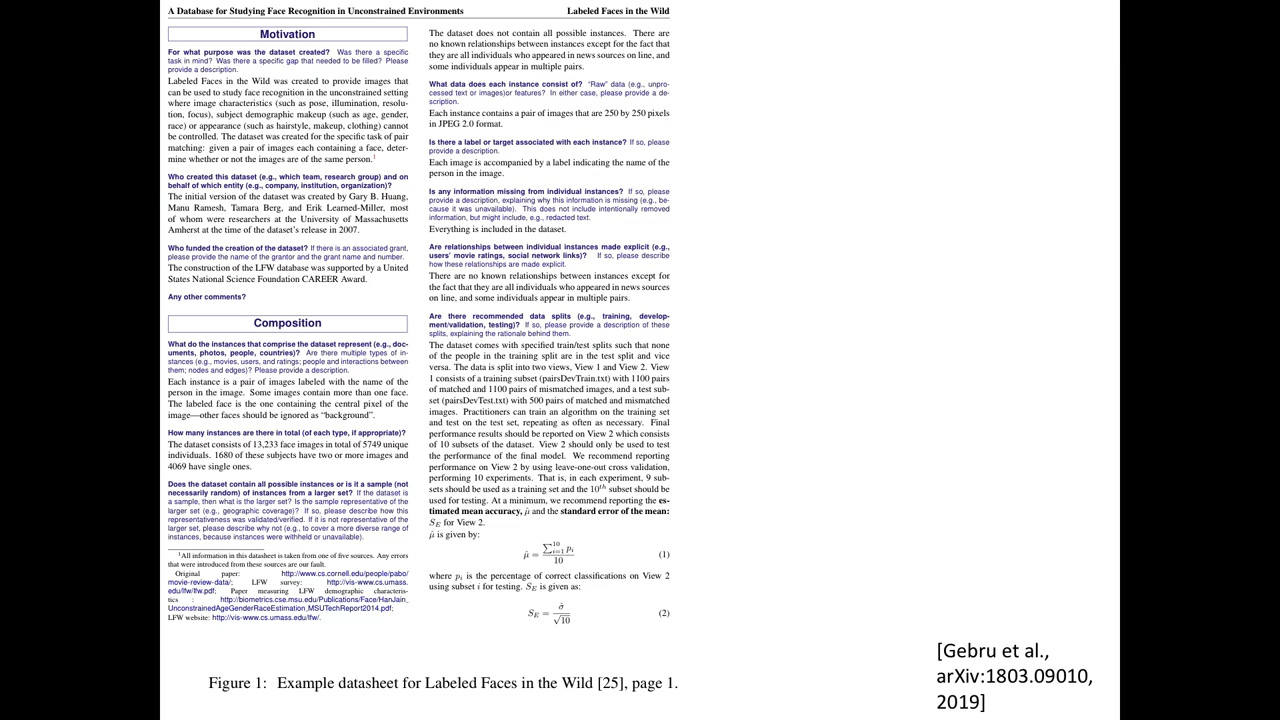 A Database for Studying Face Recognition in Unconstrained Environments
Labeled Faces in the Wild
Motivation
For what purpose was the dataset created? Was there a specific
task in mind? Was there a specific gap that needed to be filled? Please
provide a description.
Labeled Faces in the Wild was created to provide images that
can be used to study face recognition in the unconstrained setting
where image characteristics (such as pose, illumination, resolu-
tion, focus), subject demographic makeup (such as age, gender,
race) or appearance (such as hairstyle, makeup, clothing) cannot
be controlled. The dataset was created for the specific task of pair
matching: given a pair of images each containing a face, deter-
mine whether or not the images are of the same person.1
Who created this dataset (e.g., which team, research group) and on
behalf of which entity (e.g., company, institution, organization)?
The initial version of the dataset was created by Gary B. Huang,
Manu Ramesh, Tamara Berg, and Erik Learned-Miller, most
of whom were researchers at the University of Massachusetts
Amherst at the time of the dataset's release in 2007.
Who funded the creation of the dataset? If there is an associated grant,
please provide the name of the grantor and the grant name and number.
The construction of the LFW database was supported by a United
States National Science Foundation CAREER Award.
Any other comments?
Composition
What do the instances that comprise the dataset represent (e.g., doc-
uments, photos, people, countries)? Are there multiple types of in-
stances (e.g., movies, users, and ratings; people and interactions between
them; nodes and edges)? Please provide a description.
Each instance is a pair of images labeled with the name of the
person in the image. Some images contain more than one face.
The labeled face is the one containing the central pixel of the
image—other faces should be ignored as “background”.
How many instances are there in total (of each type, if appropriate)?
The dataset consists of 13,233 face images in total of 5749 unique
individuals. 1680 of these subjects have two or more images and
4069 have single ones.
Does the dataset contain all possible instances or is it a sample (not
necessarily random) of instances from a larger set? If the dataset is
a sample, then what is the larger set? Is the sample representative of the
larger set (e.g., geographic coverage)? If so, please describe how this
representativeness was validated/verified. If it is not representative of the
larger set, please describe why not (e.g., to cover a more diverse range of
instances, because instances were withheld or unavailable).
1All information in this datasheet is taken from one of five sources. Any errors
that were introduced from these sources are our fault.
Original paper: http://www.cs.cornell.edu/people/pabo/
movie-review-data/; LFW survey: http://vis-www.cs.umass.
edu/lfw/lfw.pdf; Paper measuring LFW demographic characteris-
tics : http://biometrics.cse.msu.edu/Publications/Face/HanJain_
UnconstrainedAgeGenderRaceEstimation_MSUTechReport2014.pdf;
LFW website: http://vis-www.cs.umass.edu/lfw/.
The dataset does not contain all possible instances. There are
no known relationships between instances except for the fact that
they are all individuals who appeared in news sources on line, and
some individuals appear in multiple pairs.
What data does each instance consist of? “Raw” data (e.g., unpro-
cessed text or images)or features? In either case, please provide a de-
scription.
Each instance contains a pair of images that are 250 by 250 pixels
in JPEG 2.0 format.
Is there a label or target associated with each instance? If so, please
provide a description.
Each image is accompanied by a label indicating the name of the
person in the image.
Is any information missing from individual instances? If so, please
provide a description, explaining why this information is missing (e.g., be-
cause it was unavailable). This does not include intentionally removed
information, but might include, e.g., redacted text.
Everything is included in the dataset.
Are relationships between individual instances made explicit (e.g.,
users' movie ratings, social network links)? If so, please describe
how these relationships are made explicit.
There are no known relationships between instances except for
the fact that they are all individuals who appeared in news sources
on line, and some individuals appear in multiple pairs.
Are there recommended data splits (e.g., training, develop-
ment/validation, testing)? If so, please provide a description of these
splits, explaining the rationale behind them.
The dataset comes with specified train/test splits such that none
of the people in the training split are in the test split and vice
versa. The data is split into two views, View 1 and View 2. View
1 consists of a training subset (pairsDevTrain.txt) with 1100 pairs
of matched and 1100 pairs of mismatched images, and a test sub-
set (pairsDevTest.txt) with 500 pairs of matched and mismatched
images. Practitioners can train an algorithm on the training set
and test on the test set, repeating as often as necessary. Final
performance results should be reported on View 2 which consists
of 10 subsets of the dataset. View 2 should only be used to test
the performance of the final model. We recommend reporting
performance on View 2 by using leave-one-out cross validation,
performing 10 experiments. That is, in each experiment, 9 sub-
sets should be used as a training set and the 10th subset should be
used for testing. At a minimum, we recommend reporting the es-
timated mean accuracy, μ̂ and the standard error of the mean:
SE for View 2.
μ̂ is given by:
μ̂ = ∑10 i=1 pi / 10 (1)
where pi is the percentage of correct classifications on View 2
using subset i for testing. SE is given as:
SE = σ̂ / √10 (2)
Figure 1: Example datasheet for Labeled Faces in the Wild [25], page 1.
[Gebru et al.,
arXiv:1803.09010,
2019]